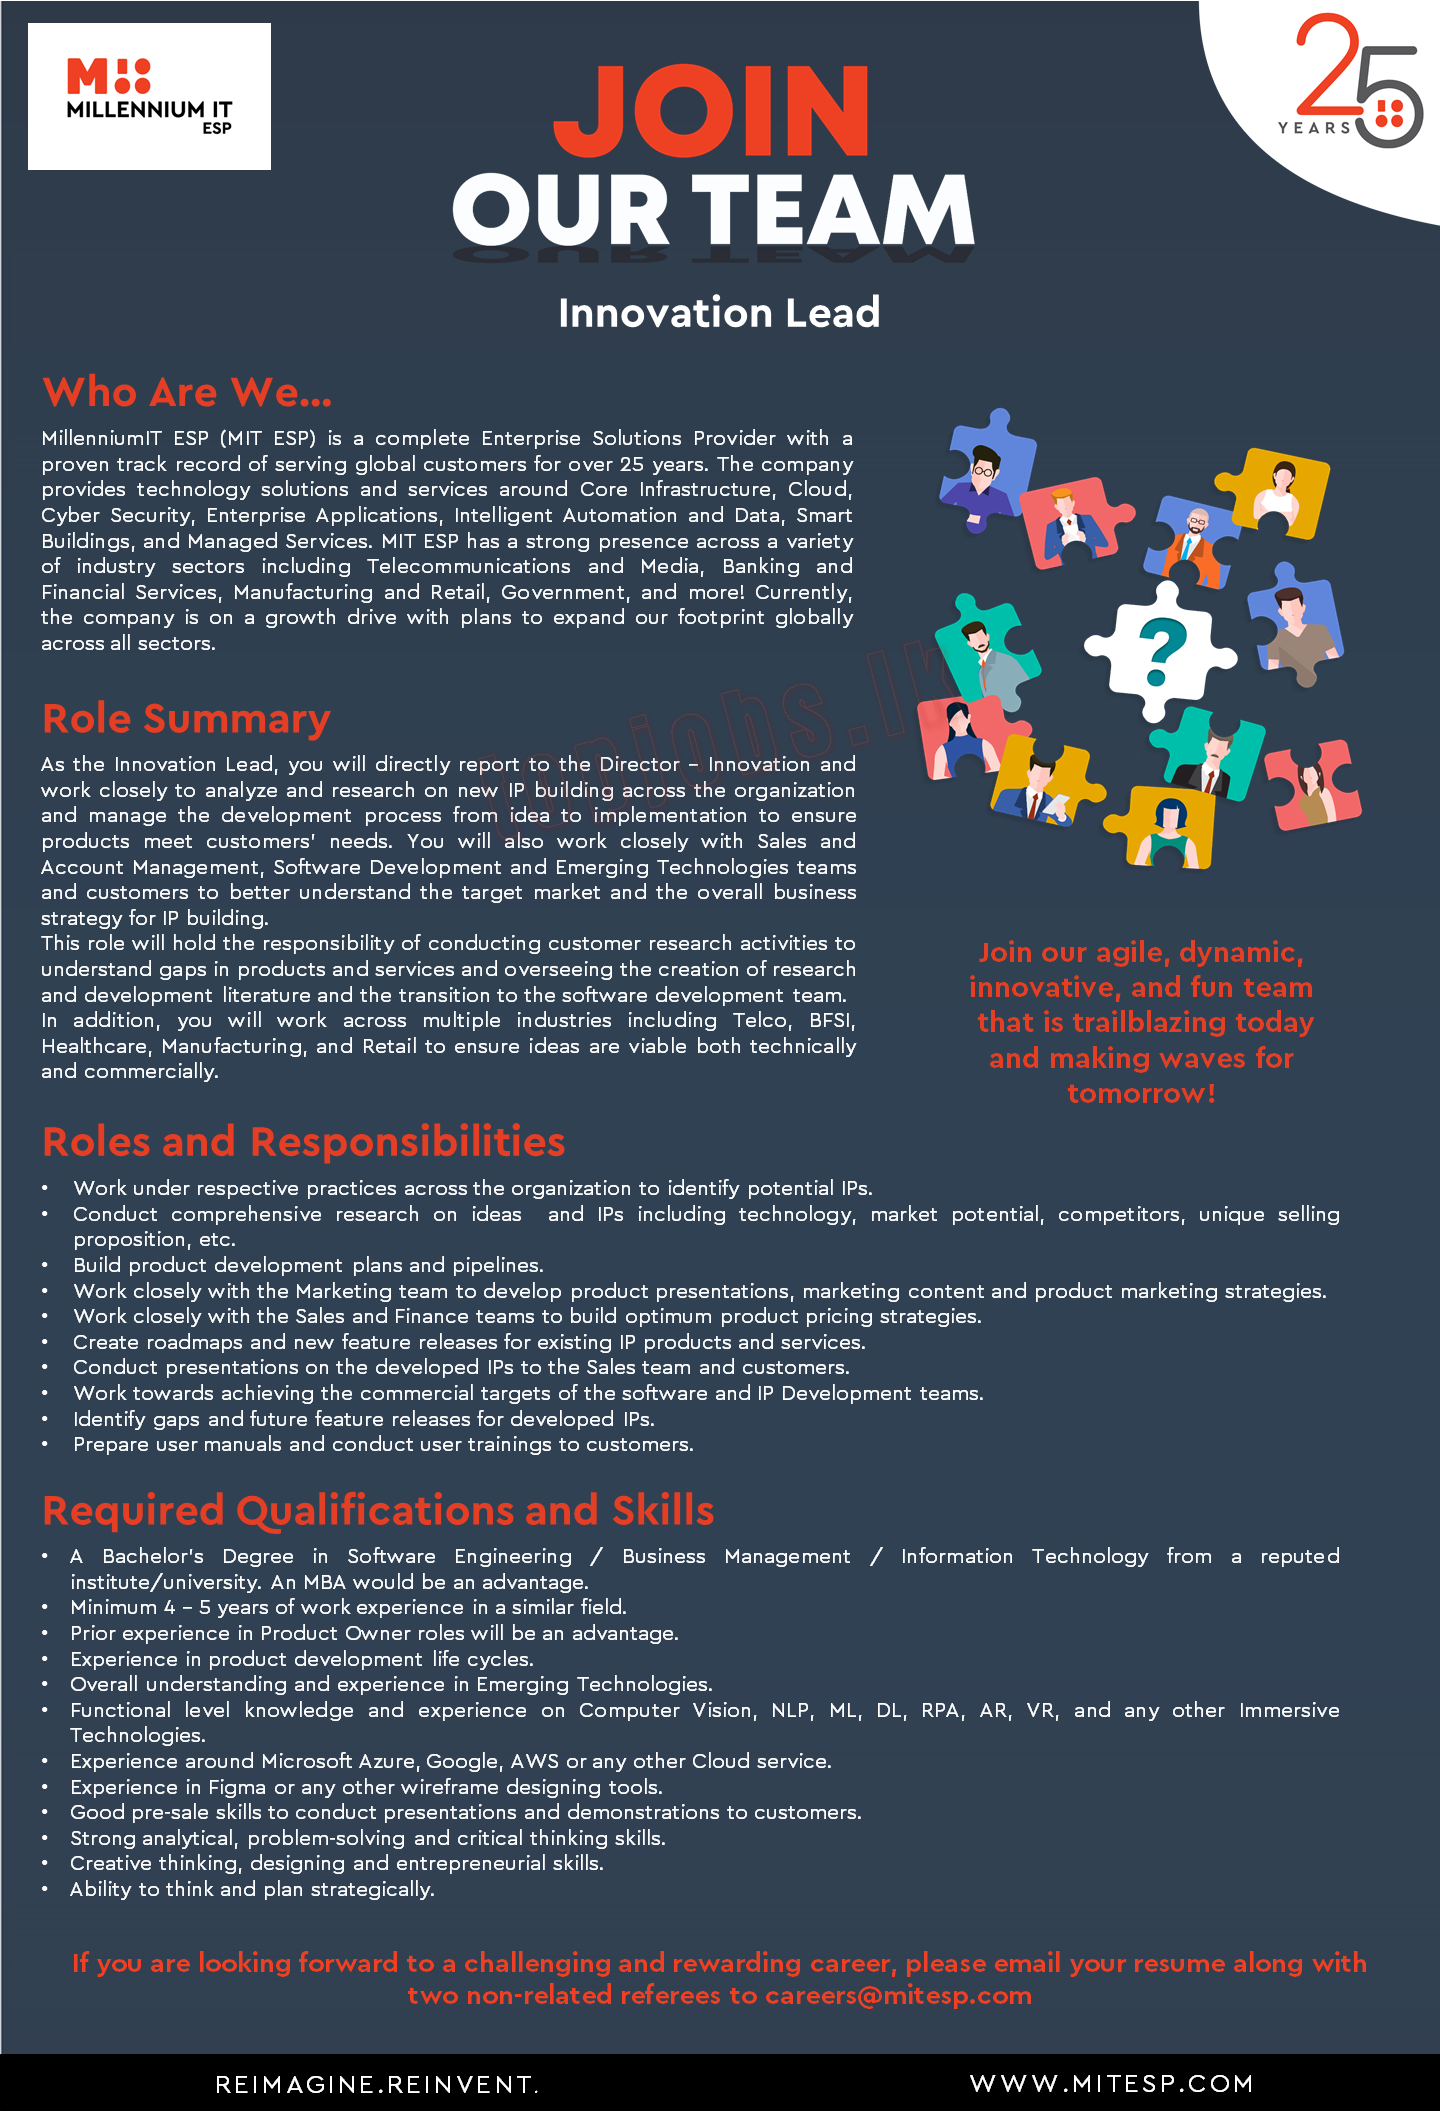 M
MILLENNIUM IT
ESP
25
YEARS
JOIN
OUR TEAM
Innovation Lead
Who Are We...
MillenniumIT ESP (MIT ESP) is a complete Enterprise Solutions Provider with a
proven track record of serving global customers for over 25 years. The company
provides technology solutions and services around Core Infrastructure, Cloud,
Cyber Security, Enterprise Applications, Intelligent Automation and Data, Smart
Buildings, and Managed Services. MIT ESP has a strong presence across a variety
of industry sectors including Telecommunications and Media, Banking and
Financial Services, Manufacturing and Retail, Government, and more! Currently,
the company is on a growth drive with plans to expand our footprint globally
across all sectors.
?
topjobs.lk
Role Summary
As the Innovation Lead, you will directly report to the Director – Innovation and
work closely to analyze and research on new IP building across the organization
and manage the development process from idea to implementation to ensure
products meet customers' needs. You will also work closely with Sales and
Account Management, Software Development and Emerging Technologies teams
and customers to better understand the target market and the overall business
strategy for IP building.
This role will hold the responsibility of conducting customer research activities to
understand gaps in products and services and overseeing the creation of research
and development literature and the transition to the software development team.
In addition, you will work across multiple industries including Telco, BFSI,
Healthcare, Manufacturing, and Retail to ensure ideas are viable both technically
and commercially.
Join our agile, dynamic,
innovative, and fun team
that is trailblazing today
and making waves for
tomorrow!
Roles and Responsibilities
• Work under respective practices across the organization to identify potential IPs.
• Conduct comprehensive research on ideas and IPs including technology, market potential, competitors, unique selling
proposition, etc.
• Build product development plans and pipelines.
• Work closely with the Marketing team to develop product presentations, marketing content and product marketing strategies.
• Work closely with the Sales and Finance teams to build optimum product pricing strategies.
• Create roadmaps and new feature releases for existing IP products and services.
• Conduct presentations on the developed IPs to the Sales team and customers.
• Work towards achieving the commercial targets of the software and IP Development teams.
• Identify gaps and future feature releases for developed IPs.
• Prepare user manuals and conduct user trainings to customers.
Required Qualifications and Skills
• A Bachelor's Degree in Software Engineering / Business Management / Information Technology from a reputed
institute/university. An MBA would be an advantage.
• Minimum 4 – 5 years of work experience in a similar field.
• Prior experience in Product Owner roles will be an advantage.
• Experience in product development life cycles.
• Overall understanding and experience in Emerging Technologies.
• Functional level knowledge and experience on Computer Vision, NLP, ML, DL, RPA, AR, VR, and any other Immersive
Technologies.
• Experience around Microsoft Azure, Google, AWS or any other Cloud service.
• Experience in Figma or any other wireframe designing tools.
• Good pre-sale skills to conduct presentations and demonstrations to customers.
• Strong analytical, problem-solving and critical thinking skills.
• Creative thinking, designing and entrepreneurial skills.
• Ability to think and plan strategically.
If you are looking forward to a challenging and rewarding career, please email your resume along with
two non-related referees to careers@mitesp.com
REIMAGINE.REINVENT.
WWW.MITESP.COM